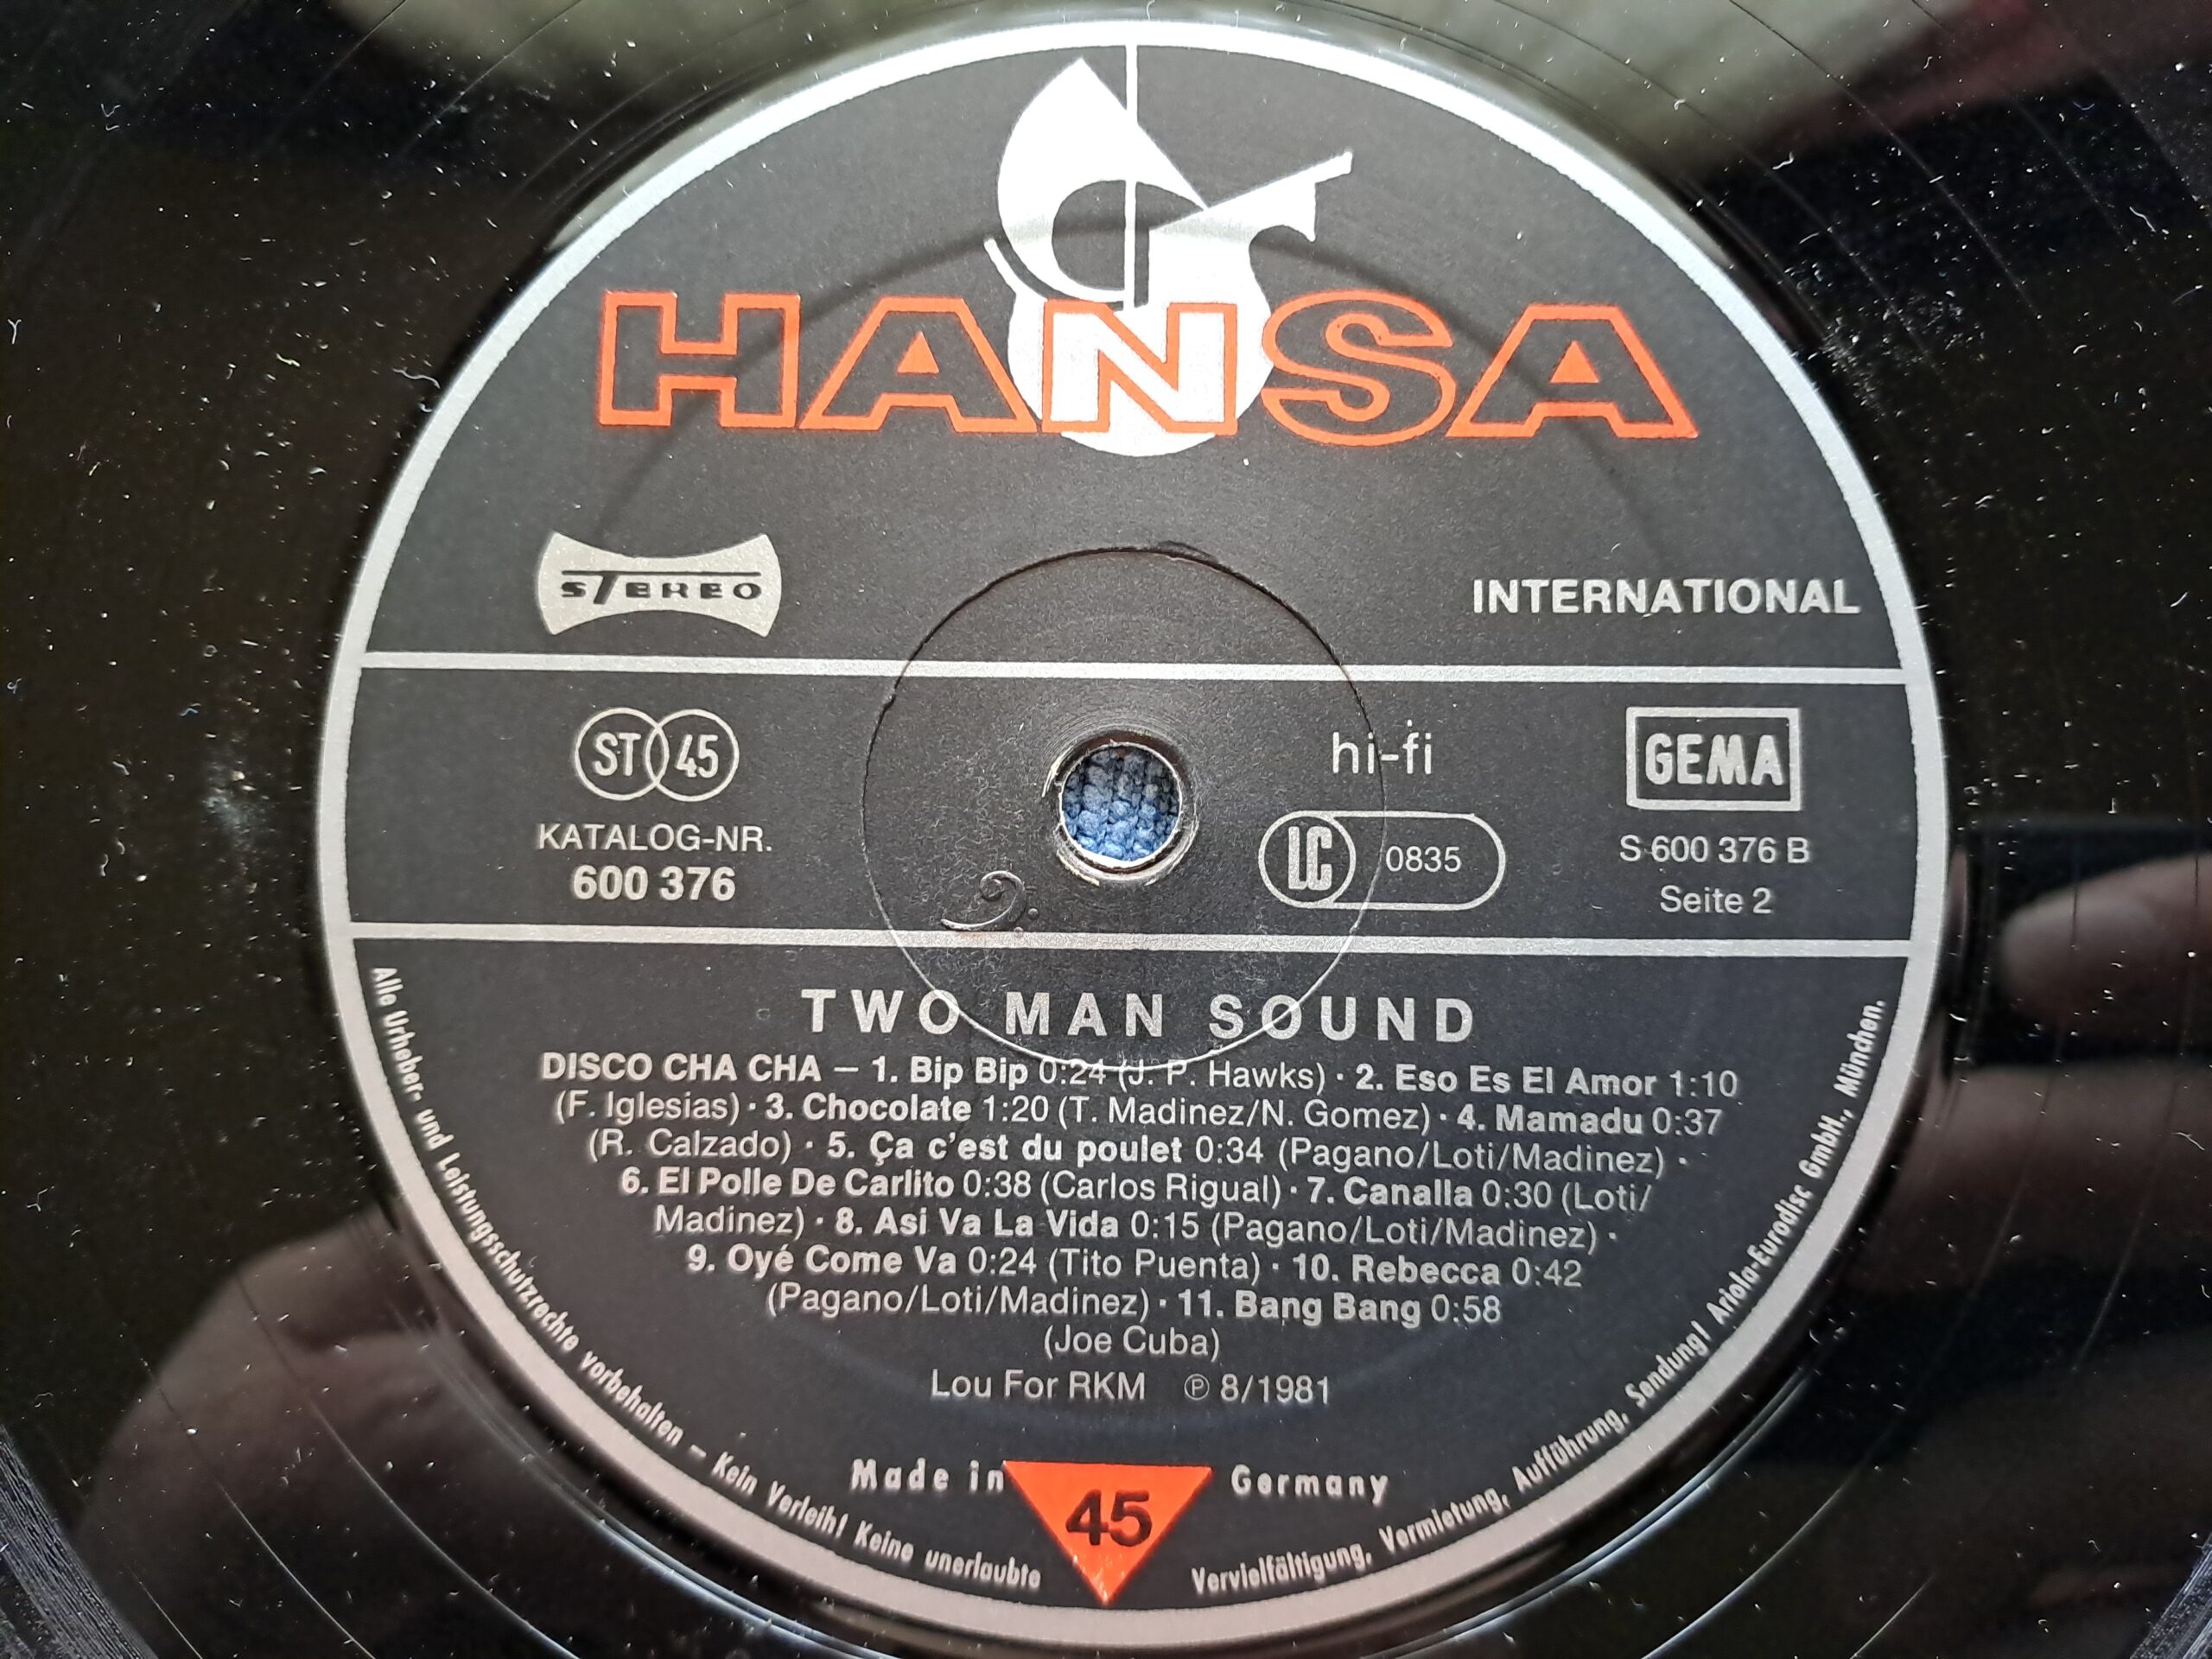 HANSA
STEREO
INTERNATIONAL
ST 45
hi-fi
GEMA
KATALOG-NR.
600 376
LC 0835
S 600 376 B
Seite 2
TWO MAN SOUND
DISCO CHA CHA – 1. Bip Bip 0:24 (J. P. Hawks) · 2. Eso Es El Amor 1:10
(F. Iglesias) · 3. Chocolate 1:20 (T. Madinez/N. Gomez) · 4. Mamadu 0:37
(R. Calzado) · 5. Ça c'est du poulet 0:34 (Pagano/Loti/Madinez) ·
6. El Polle De Carlito 0:38 (Carlos Rigual) · 7. Canalla 0:30 (Loti/
Madinez) · 8. Asi Va La Vida 0:15 (Pagano/Loti/Madinez) ·
9. Oyé Come Va 0:24 (Tito Puenta) · 10. Rebecca 0:42
(Pagano/Loti/Madinez) · 11. Bang Bang 0:58
(Joe Cuba)
Lou For RKM ℗ 8/1981
Made in Germany
45
Alle Urheber- und Leistungsschutzrechte vorbehalten – Kein Verleih! Keine unerlaubte Vervielfältigung, Vermietung, Aufführung, Sendung! Ariola-Eurodisc GmbH., München.